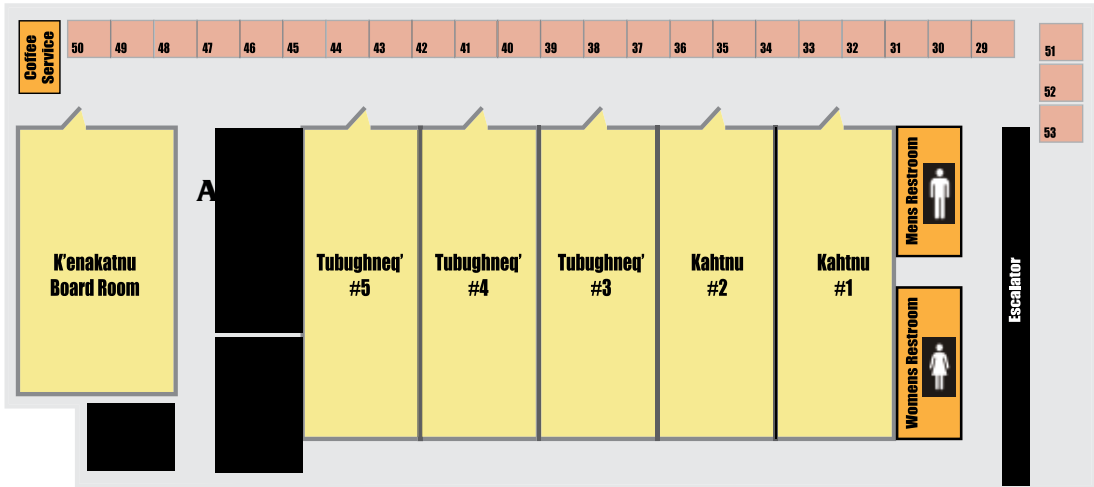 Coffee
Service
50 49 48 47 46 45 44 43 42 41 40 39 38 37 36 35 34 33 32 31 30 29
51
52
53
A
K'enakatnu
Board Room
Tubughneq'
#5
Tubughneq'
#4
Tubughneq'
#3
Kahtnu
#2
Kahtnu
#1
Mens Restroom
Womens Restroom
Escalator